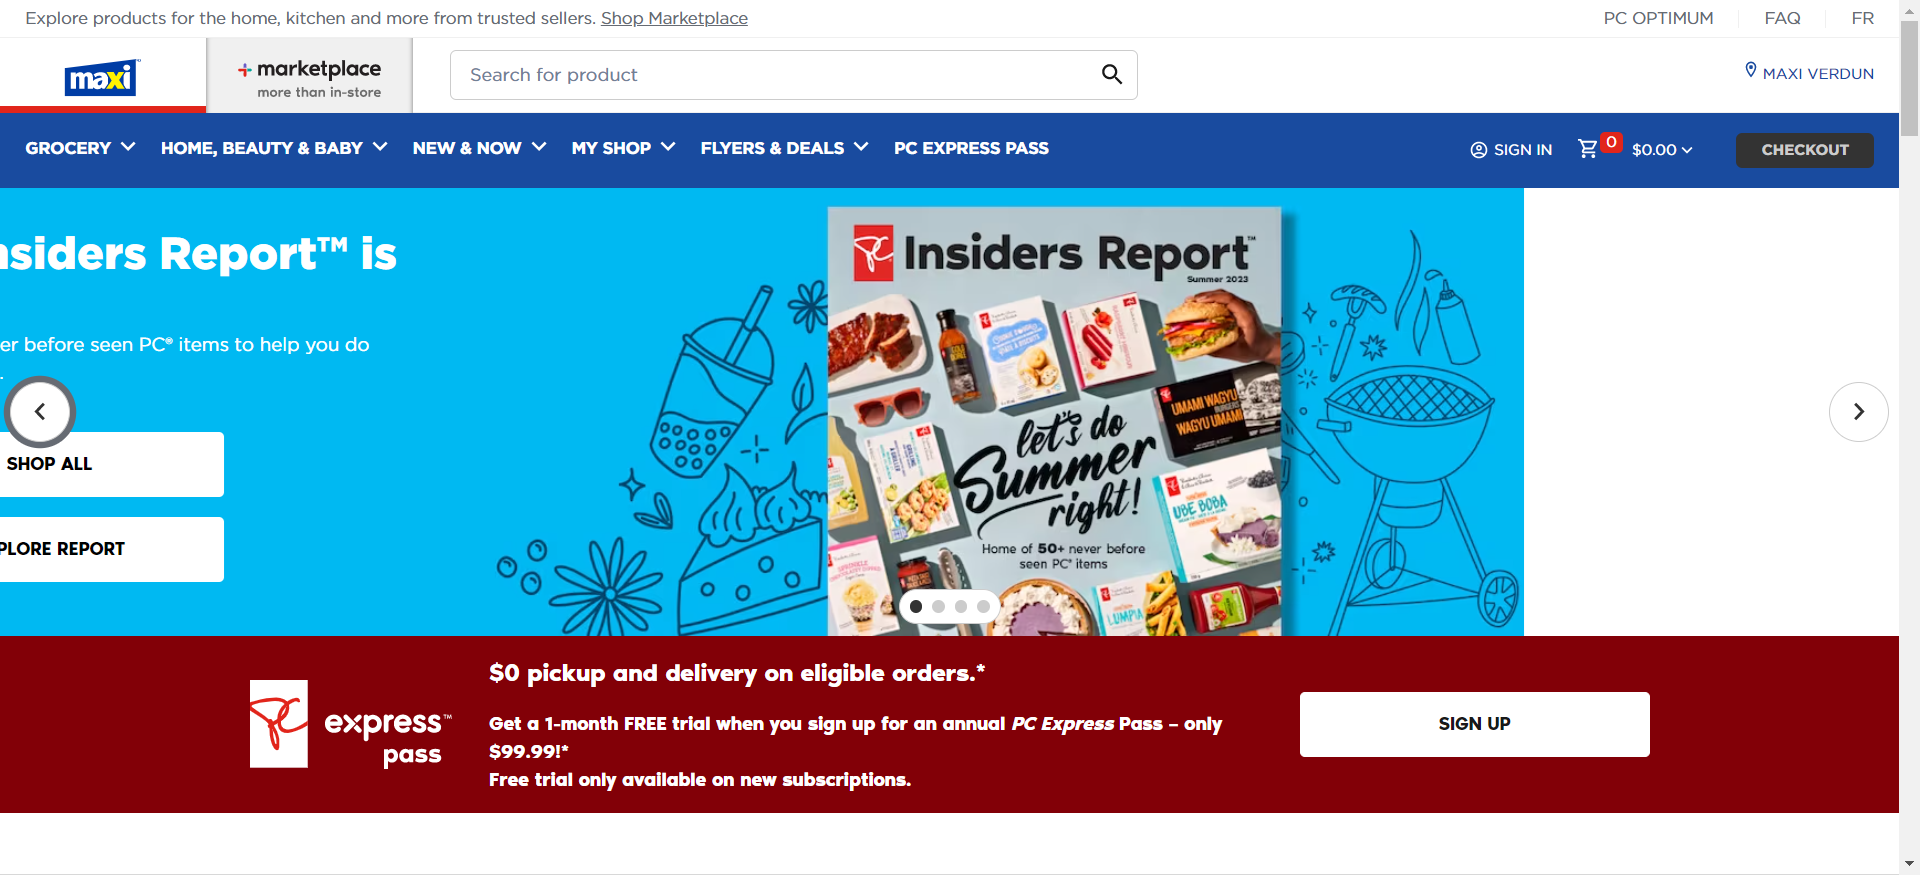 Explore products for the home, kitchen and more from trusted sellers. Shop Marketplace
PC OPTIMUM
FAQ
FR
maxi
marketplace
more than in-store
Search for product
MAXI VERDUN
GROCERY
HOME, BEAUTY & BABY
NEW & NOW
MY SHOP
FLYERS & DEALS
PC EXPRESS PASS
SIGN IN
0
$0.00
CHECKOUT
nsiders Report™ is
er before seen PC® items to help you do
SHOP ALL
PLORE REPORT
PC Insiders Report™
Summer 2023
UMAMI WAGYU
BURGERS
WAGYU UMAMI
let's do
Summer
right!
UBE BOBA
Home of 50+ never before
seen PC® items
LUMPIA
PC express™
pass
$0 pickup and delivery on eligible orders.*
Get a 1-month FREE trial when you sign up for an annual PC Express Pass – only
$99.99!*
Free trial only available on new subscriptions.
SIGN UP